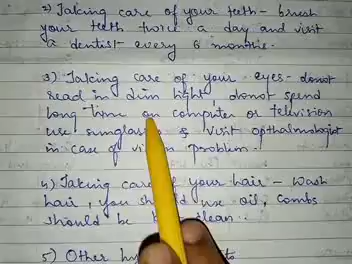 2) Taking care of your teeth - brush
your teeth twice a day and visit
a dentist every 6 months.
3) Taking care of your eyes - donot
read in dim light, donot spend
long time on computer or television
use sunglasses & visit opthalmologist
in case of problem.
4) Taking care of your hair - Wash
hair, you should use oil, combs
should be clean.
5) Other to